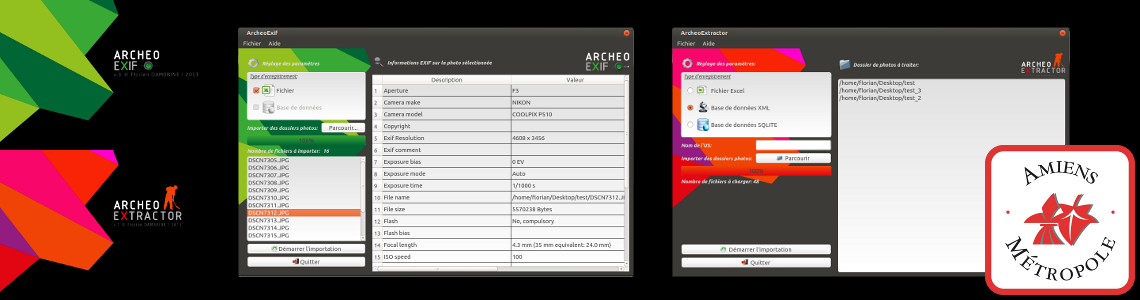 ARCHEO
EXIF
v.1 © Florian DAMBRINE | 2013
ARCHEO
EXTRACTOR
ArcheoExif
Fichier Aide
Réglage des paramètres
Type d'enregistrement:
Fichier
Base de données
Importer des dossiers photos: Parcourir...
Nombre de fichiers à importer: 16
DSCN7305.JPG
DSCN7306.JPG
DSCN7307.JPG
DSCN7308.JPG
DSCN7309.JPG
DSCN7310.JPG
DSCN7311.JPG
DSCN7312.JPG
DSCN7313.JPG
DSCN7314.JPG
DSCN7315.JPG
Démarrer l'importation
Quitter
Informations EXIF sur la photo sélectionnée
ARCHEO
EXIF
Description Valeur
1 Aperture F3
2 Camera make NIKON
3 Camera model COOLPIX P510
4 Copyright
5 Exif Resolution 4608 x 3456
6 Exif comment
7 Exposure bias 0 EV
8 Exposure mode Auto
9 Exposure time 1/1000 s
10 File name /home/florian/Desktop/test/DSCN7312.J
11 File size 5570238 Bytes
12 Flash No, compulsory
13 Flash bias
14 Focal length 4.3 mm (35 mm equivalent: 24.0 mm)
15 ISO speed 100
ArcheoExtractor
Fichier Aide
Réglage des paramètres
Type d'enregistrement:
Fichier Excel
Base de données XML
Base de données SQLITE
Nom de l'US:
Importer des dossiers photos: Parcourir
100%
Nombre de fichiers à charger: 48
Démarrer l'importation
Quitter
Dossier de photos à traiter:
ARCHEO
EXTRACTOR
/home/florian/Desktop/test
/home/florian/Desktop/test_3
/home/florian/Desktop/test_2
AMIENS
MÉTROPOLE